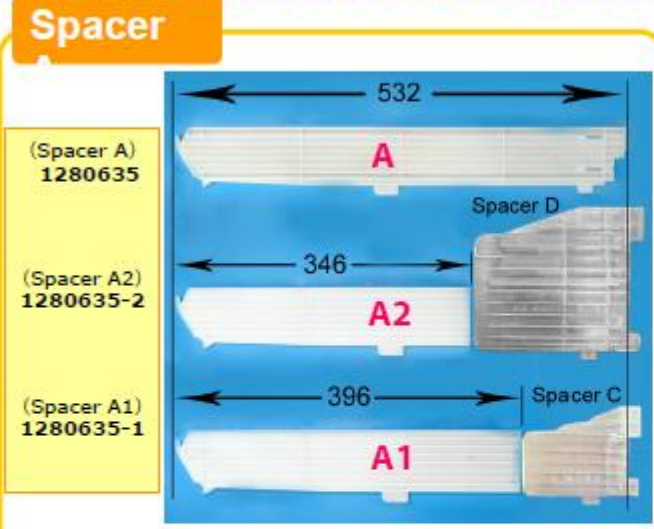 Spacer
532
(Spacer A)
1280635
A
Spacer D
346
(Spacer A2)
1280635-2
A2
396
Spacer C
(Spacer A1)
1280635-1
A1